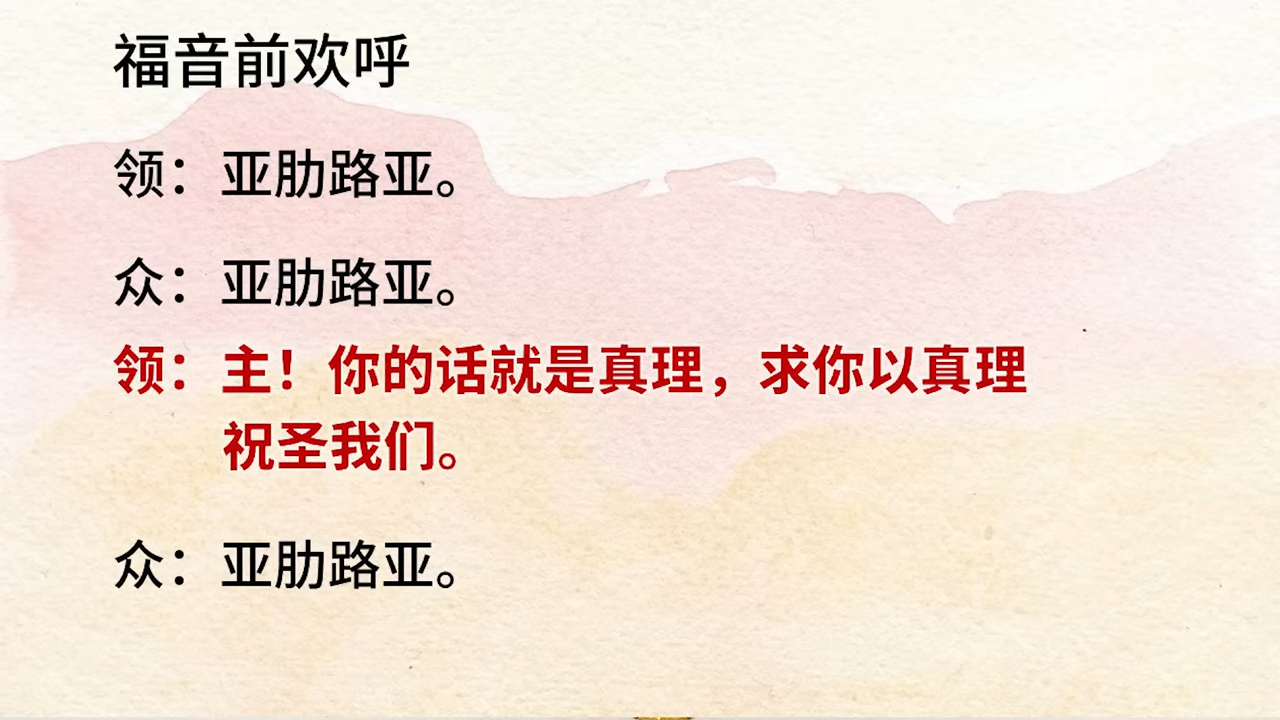 福音前欢呼
领：亚肋路亚。
众：亚肋路亚。
领：主！你的话就是真理，求你以真理
祝圣我们。
众：亚肋路亚。